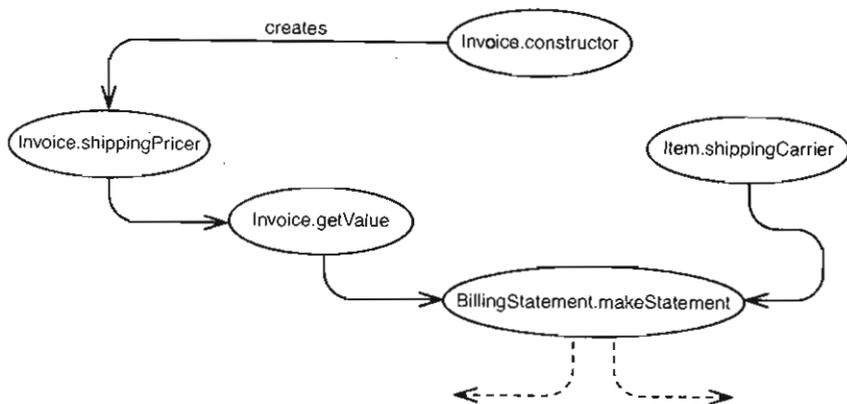 creates
Invoice.constructor
Invoice.shippingPricer
Item.shippingCarrier
Invoice.getValue
BillingStatement.makeStatement